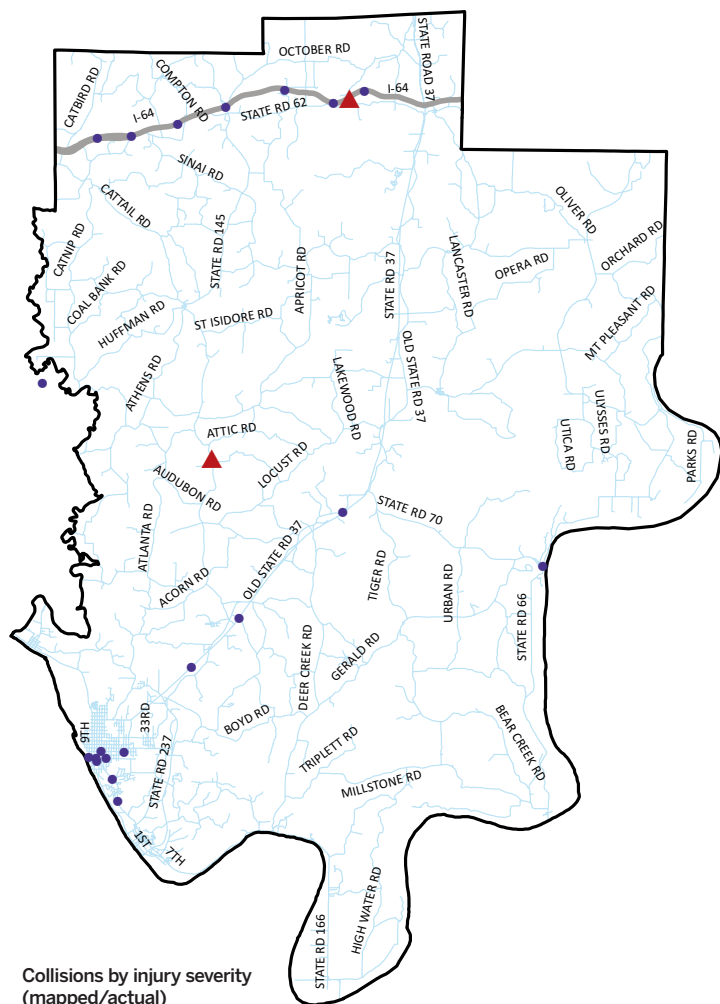 OCTOBER RD
STATE ROAD 37
CATBIRD RD
COMPTON RD
I-64
STATE RD 62
I-64
SINAI RD
CATTAIL RD
STATE RD 145
CATNIP RD
COAL BANK RD
HUFFMAN RD
ST ISIDORE RD
APRICOT RD
STATE RD 37
LANCASTER RD
OPERA RD
OLIVER RD
ORCHARD RD
MT PLEASANT RD
ATHENS RD
LAKEWOOD RD
OLD STATE RD 37
ATTIC RD
LOCUST RD
AUDUBON RD
UTICA RD
ULYSSES RD
PARKS RD
ATLANTA RD
STATE RD 70
OLD STATE RD 37
ACORN RD
TIGER RD
URBAN RD
STATE RD 66
DEER CREEK RD
GERALD RD
9TH
33RD
BOYD RD
STATE RD 237
TRIPLETT RD
BEAR CREEK RD
MILLSTONE RD
1ST
7TH
STATE RD 166
HIGH WATER RD
Collisions by injury severity
(mapped/actual)